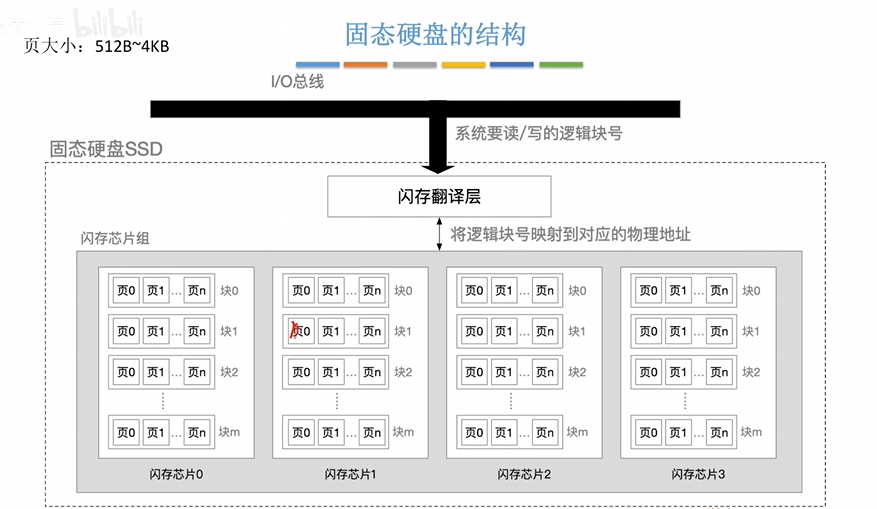 bilibili
固态硬盘的结构
页大小：512B~4KB
I/O总线
系统要读/写的逻辑块号
固态硬盘SSD
闪存翻译层
将逻辑块号映射到对应的物理地址
闪存芯片组
页0 页1 ... 页n 块0 页0 页1 ... 页n 块0 页0 页1 ... 页n 块0 页0 页1 ... 页n 块0
页0 页1 ... 页n 块1 页0 页1 ... 页n 块1 页0 页1 ... 页n 块1 页0 页1 ... 页n 块1
页0 页1 ... 页n 块2 页0 页1 ... 页n 块2 页0 页1 ... 页n 块2 页0 页1 ... 页n 块2
页0 页1 ... 页n 块m 页0 页1 ... 页n 块m 页0 页1 ... 页n 块m 页0 页1 ... 页n 块m
闪存芯片0 闪存芯片1 闪存芯片2 闪存芯片3